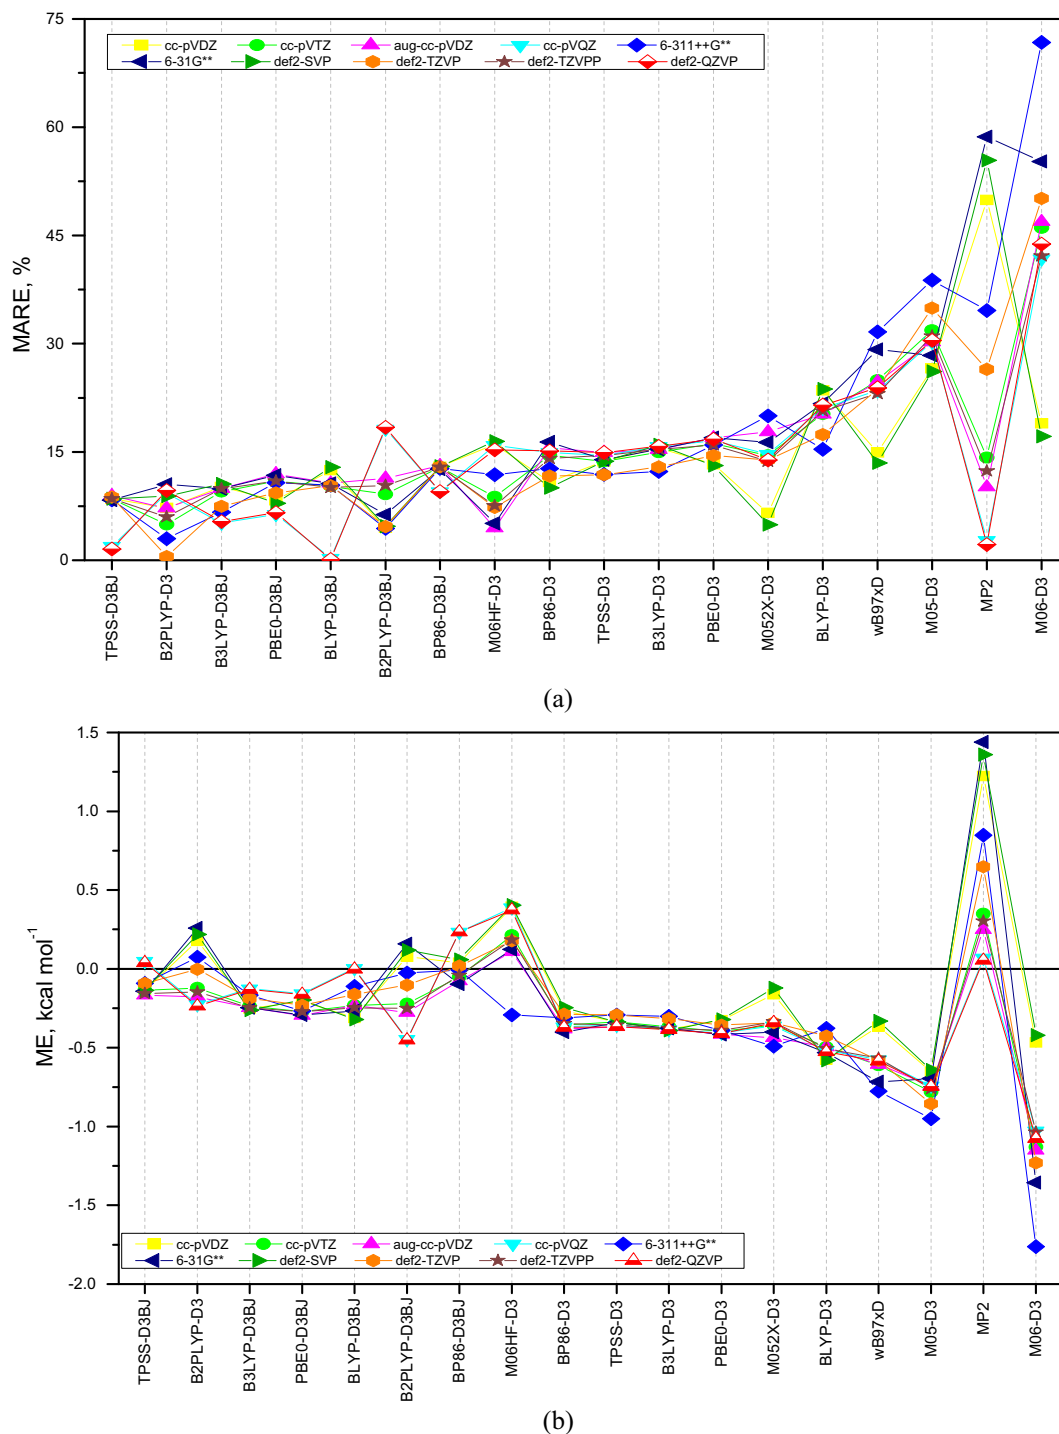 75
60
45
30
15
0
MARE, %
cc-pVDZ cc-pVTZ aug-cc-pVDZ cc-pVQZ 6-311++G**
6-31G** def2-SVP def2-TZVP def2-TZVPP def2-QZVP
TPSS-D3BJ
B2PLYP-D3
B3LYP-D3BJ
PBE0-D3BJ
BLYP-D3BJ
B2PLYP-D3BJ
BP86-D3BJ
M06HF-D3
BP86-D3
TPSS-D3
B3LYP-D3
PBE0-D3
M052X-D3
BLYP-D3
wB97xD
M05-D3
MP2
M06-D3
(a)
1.5
1.0
0.5
0.0
-0.5
-1.0
-1.5
-2.0
ME, kcal mol⁻¹
cc-pVDZ cc-pVTZ aug-cc-pVDZ cc-pVQZ 6-311++G**
6-31G** def2-SVP def2-TZVP def2-TZVPP def2-QZVP
TPSS-D3BJ
B2PLYP-D3
B3LYP-D3BJ
PBE0-D3BJ
BLYP-D3BJ
B2PLYP-D3BJ
BP86-D3BJ
M06HF-D3
BP86-D3
TPSS-D3
B3LYP-D3
PBE0-D3
M052X-D3
BLYP-D3
wB97xD
M05-D3
MP2
M06-D3
(b)